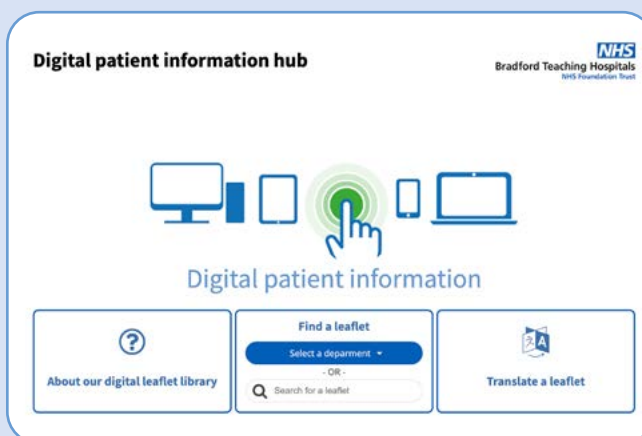 Digital patient information hub
NHS
Bradford Teaching Hospitals
NHS Foundation Trust
Digital patient information
About our digital leaflet library
Find a leaflet
Select a deparment
- OR -
Search for a leaflet
Translate a leaflet